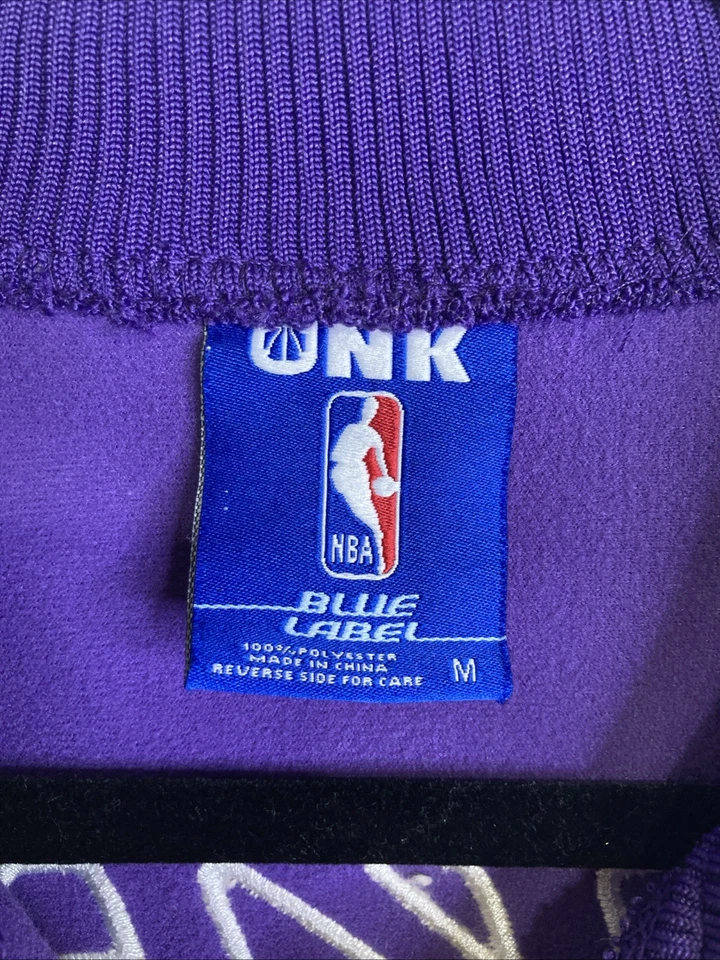 UNK
NBA
BLUE
LABEL
100% POLYESTER
MADE IN CHINA
REVERSE SIDE FOR CARE
M